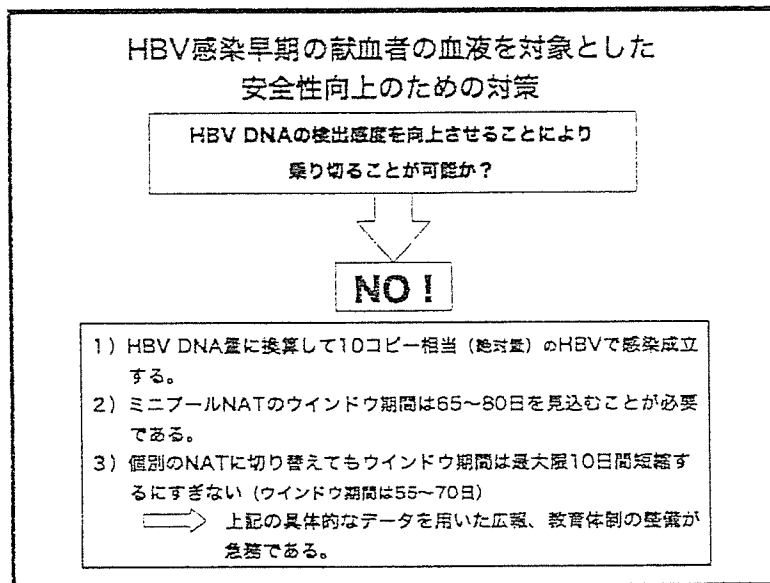 HBV感染早期の献血者の血液を対象とした
安全性向上のための対策
HBV DNAの検出感度を向上させることにより
乗り切ることが可能か？
NO！
1）HBV DNA量に換算して10コピー相当（絶対量）のHBVで感染成立
する。
2）ミニプールNATのウインドウ期間は65～80日を見込むことが必要
である。
3）個別のNATに切り替えてもウインドウ期間は最大限10日間短縮す
るにすぎない（ウインドウ期間は55～70日）
上記の具体的なデータを用いた広報、教育体制の整備が
急務である。